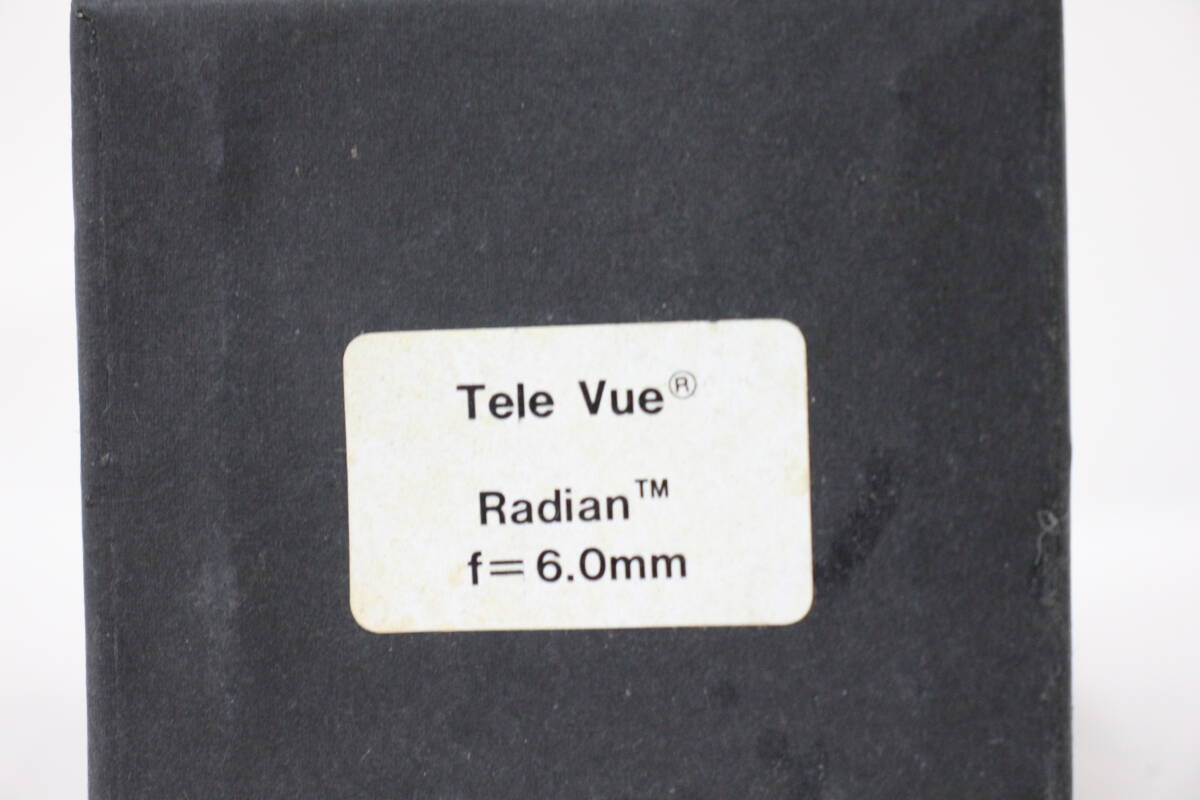 Tele Vue®
Radian™
f=6.0mm